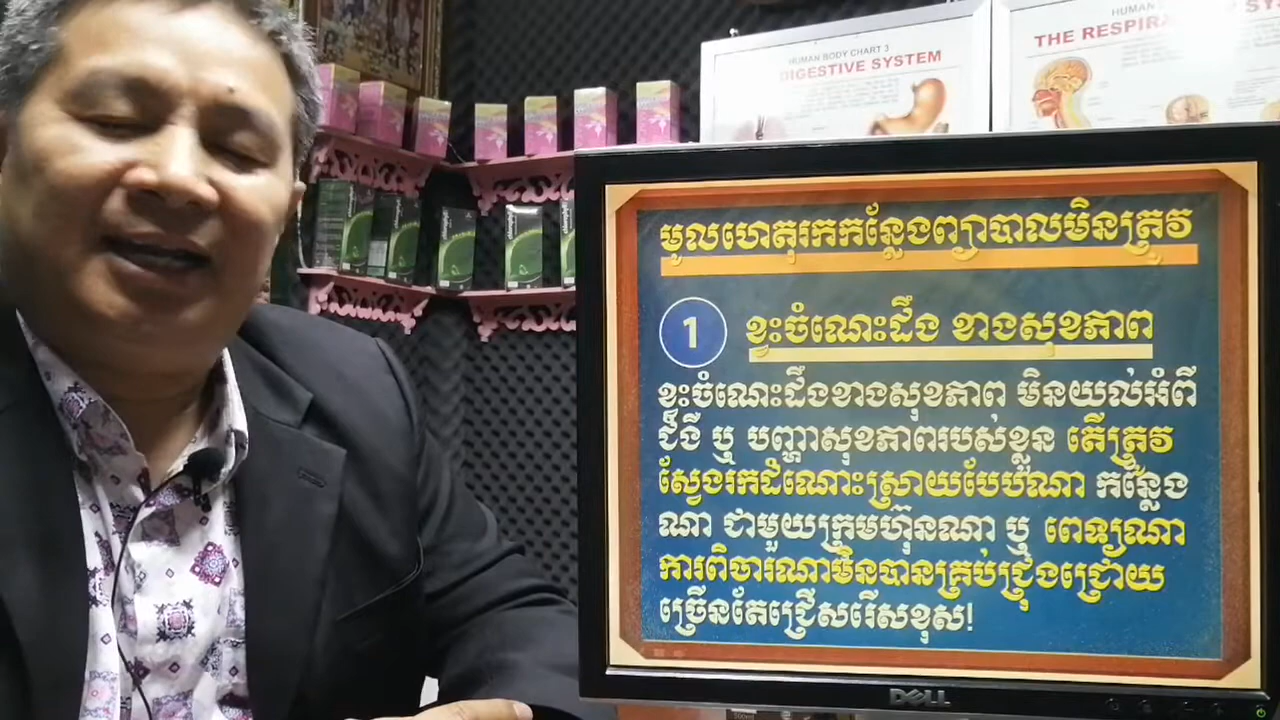 HUMAN BODY CHART 3
DIGESTIVE SYSTEM
HUMAN
THE RESPIRA
SY
មូលហេតុរកកន្លែងព្យាបាលមិនត្រូវ
1 ខ្វះចំណេះដឹង ខាងសុខភាព
ខ្វះចំណេះដឹងខាងសុខភាព មិនយល់អំពី
ជំងឺ ឬ បញ្ហាសុខភាពរបស់ខ្លួន តើត្រូវ
ស្វែងរកដំណោះស្រាយបែបណា កន្លែង
ណា ជាមួយក្រុមហ៊ុនណា ឬ ពេទ្យណា
ការពិចារណាមិនបានគ្រប់ជ្រុងជ្រោយ
ច្រើនតែជ្រើសរើសខុស!
DELL